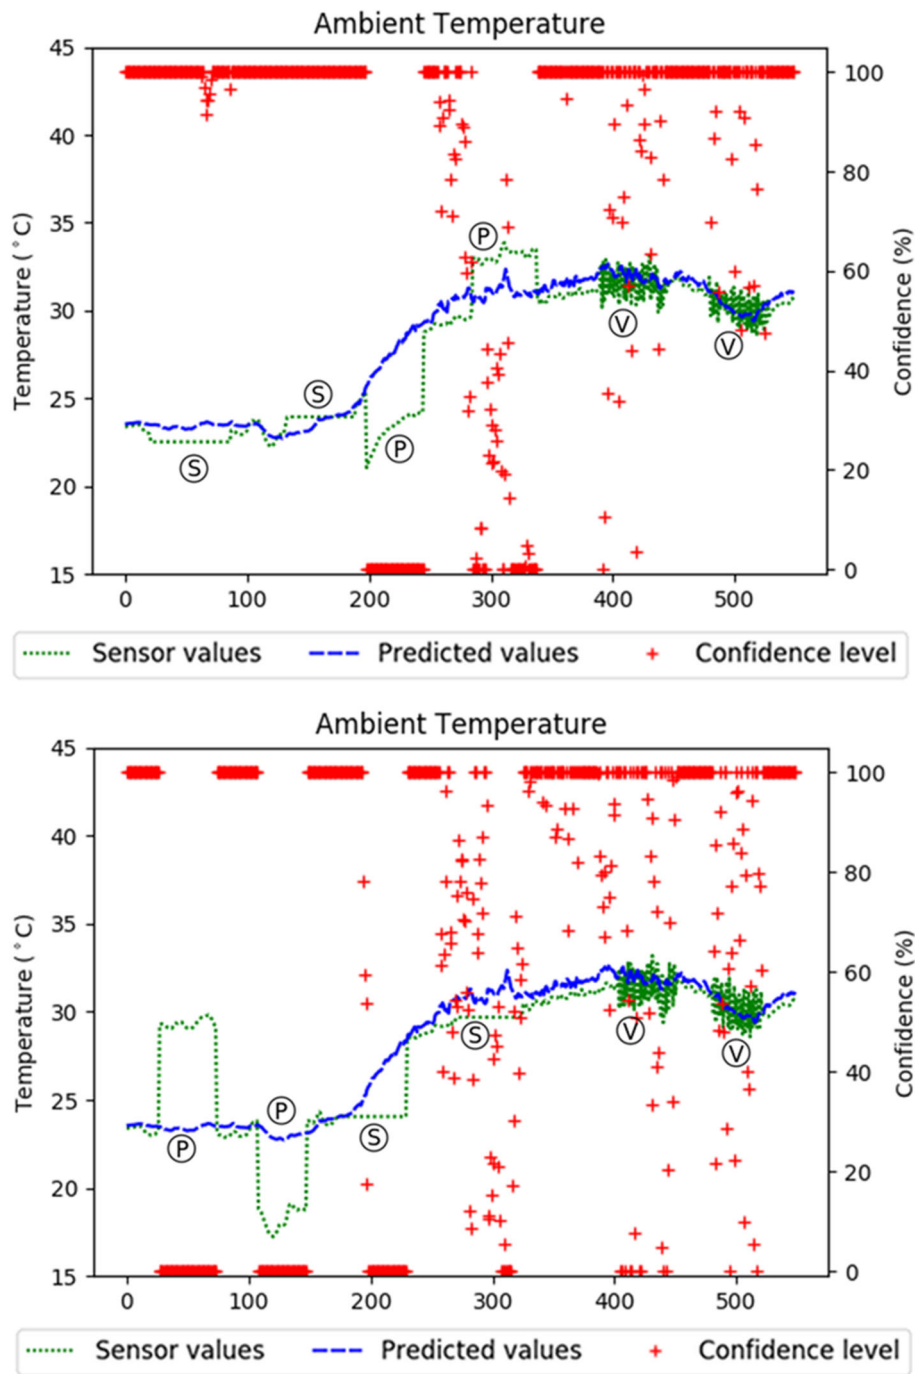 Ambient Temperature
45
40
35
30
25
20
15
Temperature (°C)
100
80
60
40
20
0
Confidence (%)
S
S
P
P
V
V
0 100 200 300 400 500
Sensor values Predicted values Confidence level
Ambient Temperature
45
40
35
30
25
20
15
Temperature (°C)
100
80
60
40
20
0
Confidence (%)
P
P
S
S
V
V
0 100 200 300 400 500
Sensor values Predicted values Confidence level